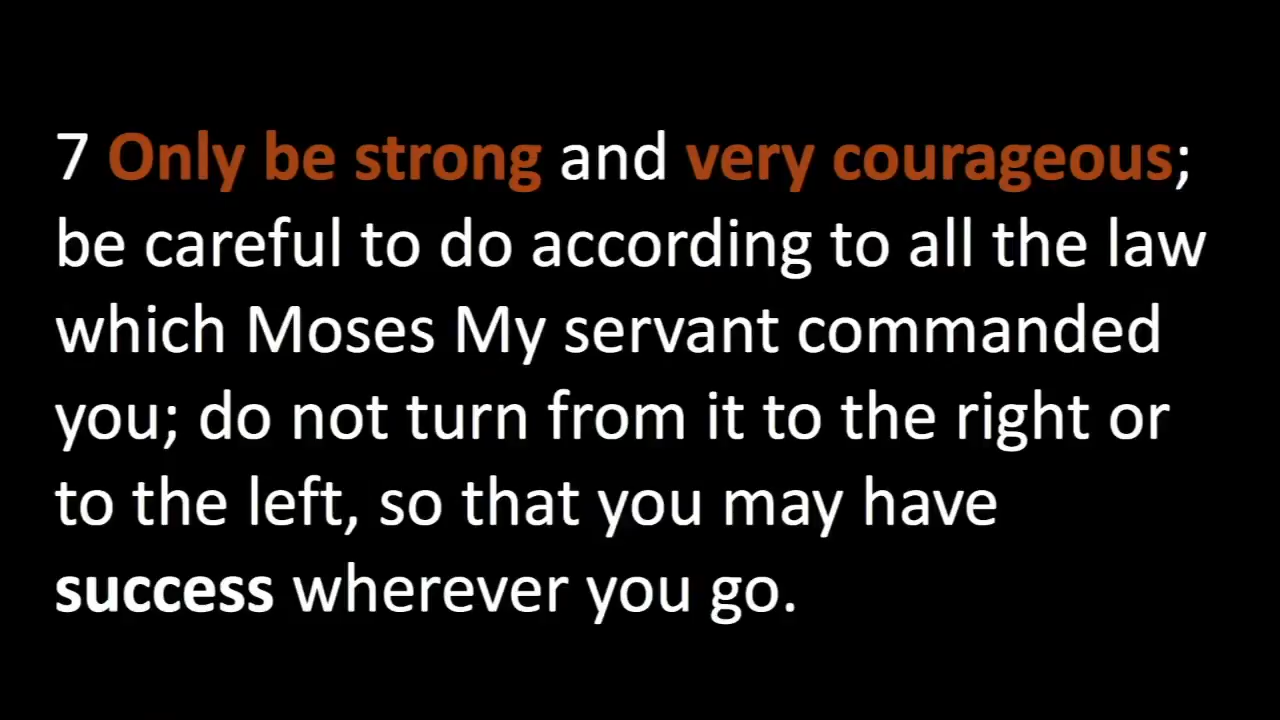 7 Only be strong and very courageous;
be careful to do according to all the law
which Moses My servant commanded
you; do not turn from it to the right or
to the left, so that you may have
success wherever you go.